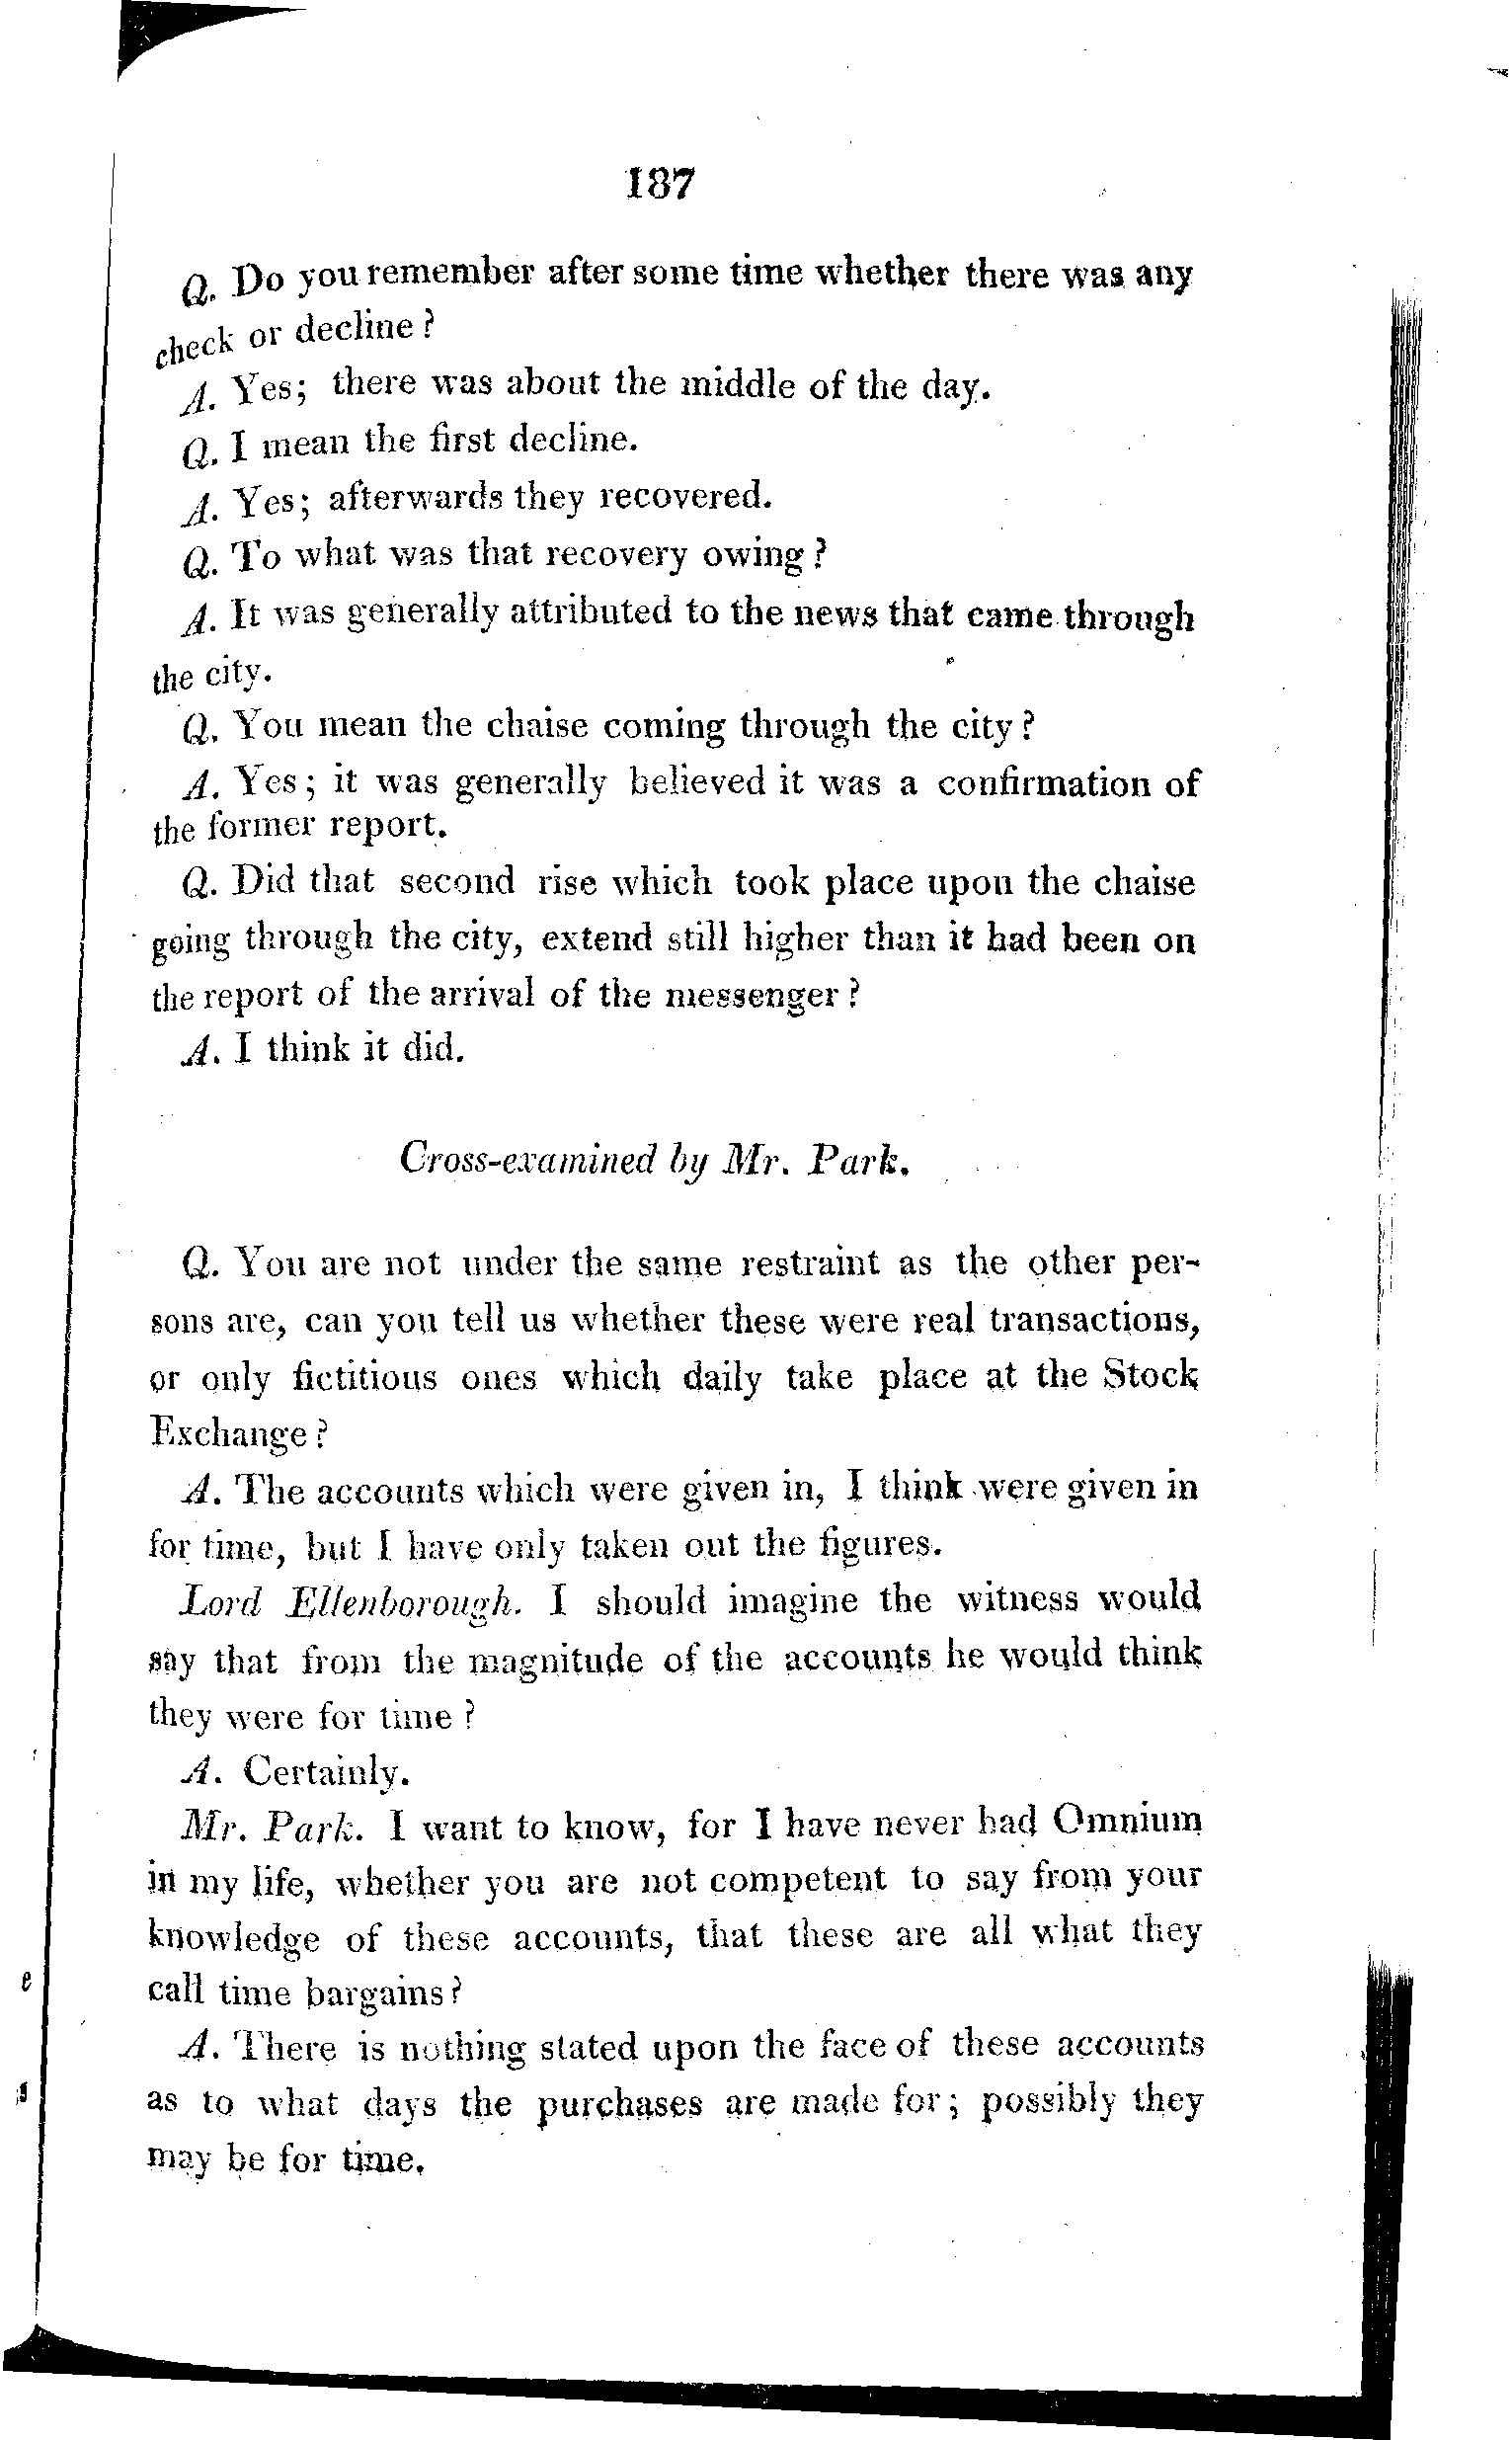 187
Q. Do you remember after some time whether there was any
check or decline?
A. Yes; there was about the middle of the day.
Q. I mean the first decline.
A. Yes; afterwards they recovered.
Q. To what was that recovery owing?
A. It was generally attributed to the news that came through
the city.
Q. You mean the chaise coming through the city?
A. Yes; it was generally believed it was a confirmation of
the former report.
Q. Did that second rise which took place upon the chaise
going through the city, extend still higher than it had been on
the report of the arrival of the messenger?
A. I think it did.
Cross-examined by Mr. Park.
Q. You are not under the same restraint as the other per-
sons are, can you tell us whether these were real transactions,
or only fictitious ones which daily take place at the Stock
Exchange?
A. The accounts which were given in, I think were given in
for time, but I have only taken out the figures.
Lord Ellenborough. I should imagine the witness would
say that from the magnitude of the accounts he would think
they were for time?
A. Certainly.
Mr. Park. I want to know, for I have never had Omnium
in my life, whether you are not competent to say from your
knowledge of these accounts, that these are all what they
call time bargains?
A. There is nothing stated upon the face of these accounts
as to what days the purchases are made for; possibly they
may be for time.